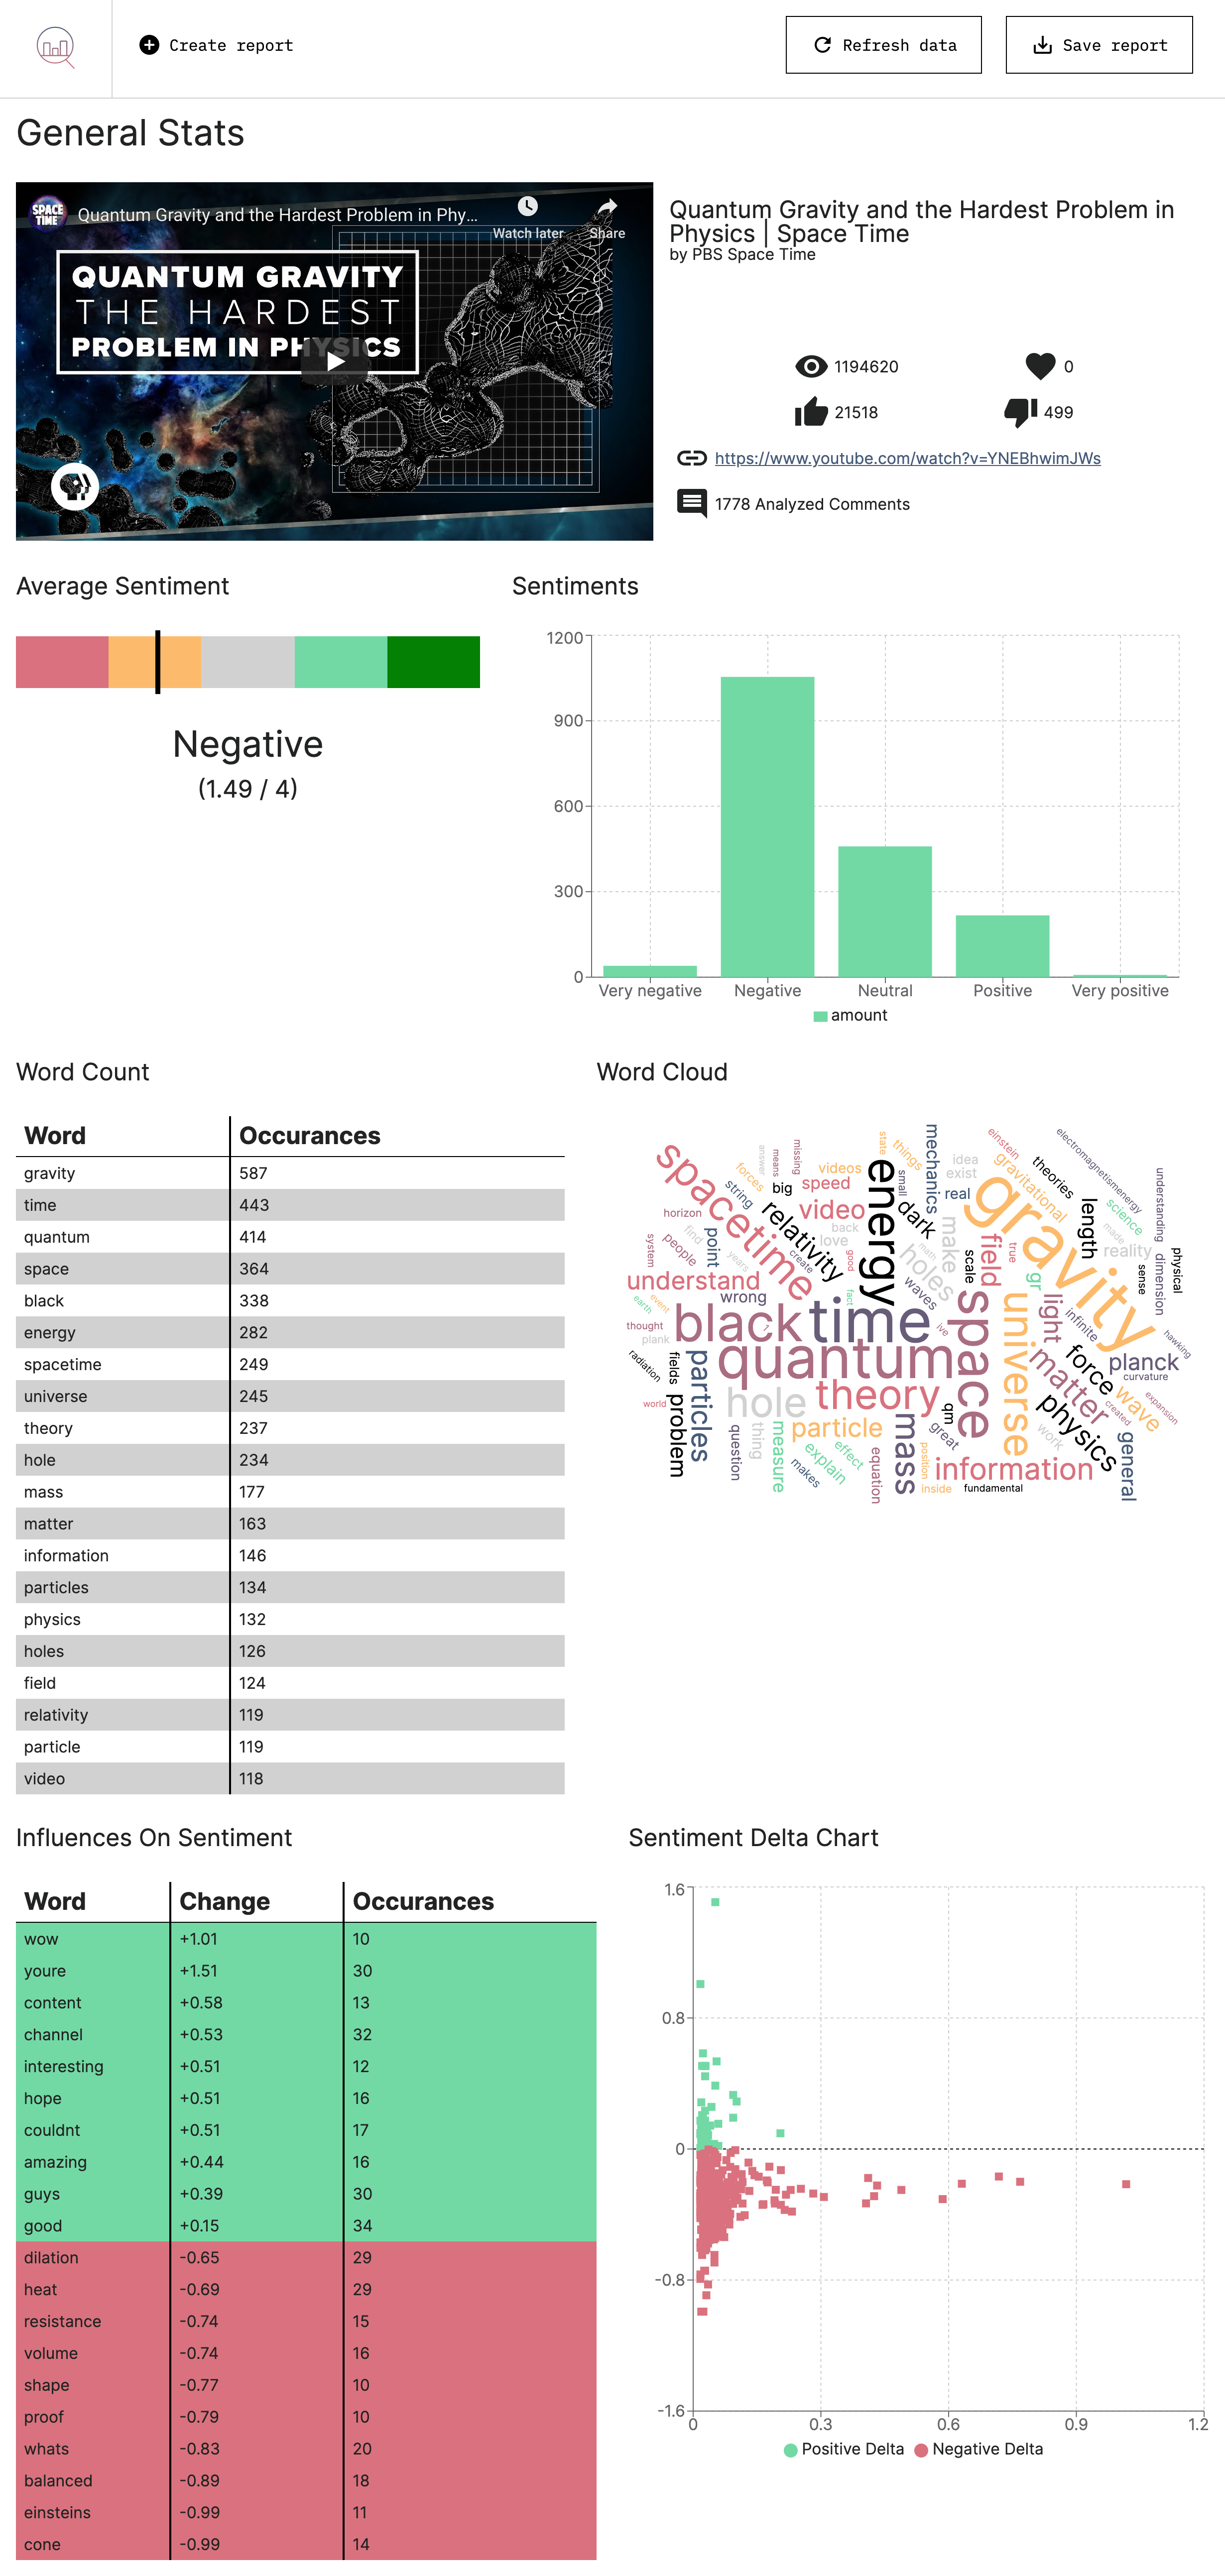 Create report
Refresh data
Save report
General Stats
SPACE
TIME
Quantum Gravity and the Hardest Problem in Phy...
Watch later
Share
QUANTUM GRAVITY
THE HARDEST
PROBLEM IN PHYSICS
Quantum Gravity and the Hardest Problem in
Physics | Space Time
by PBS Space Time
1194620
0
21518
499
https://www.youtube.com/watch?v=YNEBhwimJWs
1778 Analyzed Comments
Average Sentiment
Negative
(1.49 / 4)
Sentiments
1200
900
600
300
0
Very negative Negative Neutral Positive Very positive
amount
Word Count
Word Occurances
gravity 587
time 443
quantum 414
space 364
black 338
energy 282
spacetime 249
universe 245
theory 237
hole 234
mass 177
matter 163
information 146
particles 134
physics 132
holes 126
field 124
relativity 119
particle 119
video 118
Word Cloud
spacetime
answer
means
missing
state
things
mechanics
idea
exist
einstein
gravitational
theories
electromagnetismenergy
understanding
forces
string
big
videos
speed
energy
small
real
gravity
length
science
horizon
relativity
video
dark
make
field
true
made
reality
dimension
physical
system
people
find
point
years
back
love
create
good
holes
math
scale
gr
sense
understand
wrong
fact
waves
space
universe
light
infinite
earth
event
thought
plank
black
1
time
ive
hawking
radiation
fields
particles
quantum
matter
force
planck
curvature
world
problem
hole
theory
qm
physics
wave
created
expansion
question
thing
measure
particle
explain
effect
makes
equation
mass
great
position
information
work
general
inside
fundamental
Influences On Sentiment
Word Change Occurances
wow +1.01 10
youre +1.51 30
content +0.58 13
channel +0.53 32
interesting +0.51 12
hope +0.51 16
couldnt +0.51 17
amazing +0.44 16
guys +0.39 30
good +0.15 34
dilation -0.65 29
heat -0.69 29
resistance -0.74 15
volume -0.74 16
shape -0.77 10
proof -0.79 10
whats -0.83 20
balanced -0.89 18
einsteins -0.99 11
cone -0.99 14
Sentiment Delta Chart
1.6
0.8
0
-0.8
-1.6
0 0.3 0.6 0.9 1.2
Positive Delta Negative Delta